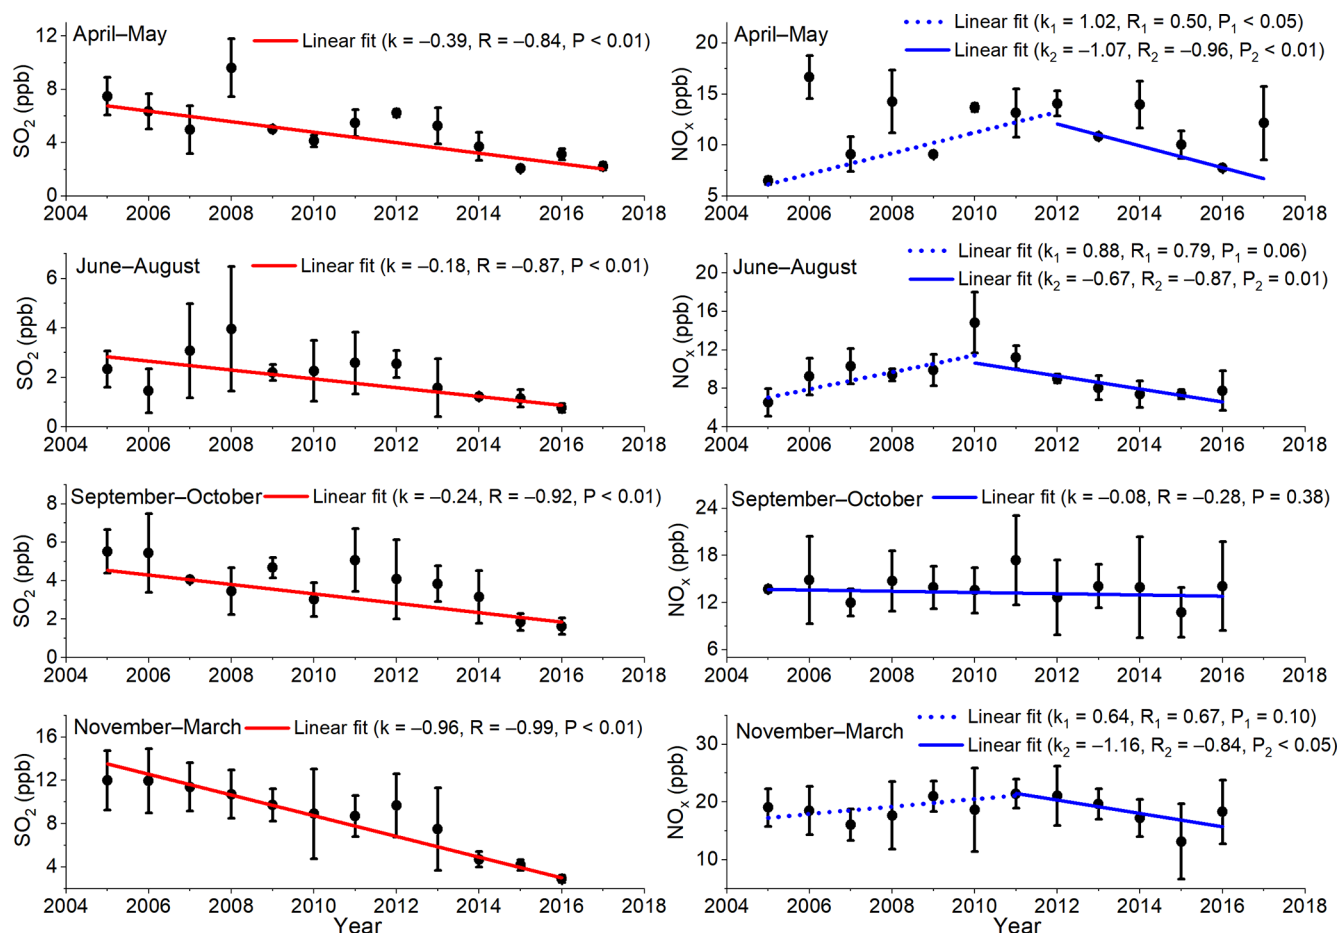 April–May
Linear fit (k = –0.39, R = –0.84, P < 0.01)
SO₂ (ppb)
12
8
4
0
2004 2006 2008 2010 2012 2014 2016 2018
April–May
Linear fit (k₁ = 1.02, R₁ = 0.50, P₁ < 0.05)
Linear fit (k₂ = –1.07, R₂ = –0.96, P₂ < 0.01)
NOₓ (ppb)
20
15
10
5
2004 2006 2008 2010 2012 2014 2016 2018
June–August
Linear fit (k = –0.18, R = –0.87, P < 0.01)
SO₂ (ppb)
6
4
2
0
2004 2006 2008 2010 2012 2014 2016 2018
June–August
Linear fit (k₁ = 0.88, R₁ = 0.79, P₁ = 0.06)
Linear fit (k₂ = –0.67, R₂ = –0.87, P₂ = 0.01)
NOₓ (ppb)
20
16
12
8
4
2004 2006 2008 2010 2012 2014 2016 2018
September–October
Linear fit (k = –0.24, R = –0.92, P < 0.01)
SO₂ (ppb)
8
6
4
2
0
2004 2006 2008 2010 2012 2014 2016 2018
September–October
Linear fit (k = –0.08, R = –0.28, P = 0.38)
NOₓ (ppb)
24
18
12
6
2004 2006 2008 2010 2012 2014 2016 2018
November–March
Linear fit (k = –0.96, R = –0.99, P < 0.01)
SO₂ (ppb)
16
12
8
4
2004 2006 2008 2010 2012 2014 2016 2018
Year
November–March
Linear fit (k₁ = 0.64, R₁ = 0.67, P₁ = 0.10)
Linear fit (k₂ = –1.16, R₂ = –0.84, P₂ < 0.05)
NOₓ (ppb)
30
20
10
2004 2006 2008 2010 2012 2014 2016 2018
Year